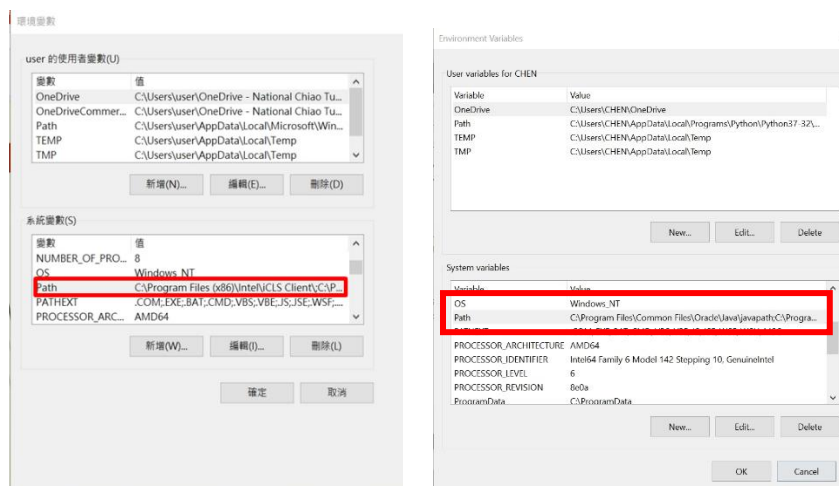 環境變數
user 的使用者變數(U)
變數 值
OneDrive C:\Users\user\OneDrive - National Chiao Tu...
OneDriveCommer... C:\Users\user\OneDrive - National Chiao Tu...
Path C:\Users\user\AppData\Local\Microsoft\Win...
TEMP C:\Users\user\AppData\Local\Temp
TMP C:\Users\user\AppData\Local\Temp
新增(N)... 編輯(E)... 刪除(D)
系統變數(S)
變數 值
NUMBER_OF_PRO... 8
OS Windows_NT
Path C:\Program Files (x86)\Intel\iCLS Client\;C:\P...
PATHEXT .COM;.EXE;.BAT;.CMD;.VBS;.VBE;.JS;.JSE;.WSF;....
PROCESSOR_ARC... AMD64
新增(W)... 編輯(I)... 刪除(L)
確定 取消
Environment Variables
User variables for CHEN
Variable Value
OneDrive C:\Users\CHEN\OneDrive
Path C:\Users\CHEN\AppData\Local\Programs\Python\Python37-32\...
TEMP C:\Users\CHEN\AppData\Local\Temp
TMP C:\Users\CHEN\AppData\Local\Temp
New... Edit... Delete
System variables
Variable Value
OS Windows_NT
Path C:\Program Files\Common Files\Oracle\Java\javapath;C:\Progra...
PROCESSOR_ARCHITECTURE AMD64
PROCESSOR_IDENTIFIER Intel64 Family 6 Model 142 Stepping 10, GenuineIntel
PROCESSOR_LEVEL 6
PROCESSOR_REVISION 8e0a
ProgramData C:\ProgramData
New... Edit... Delete
OK Cancel